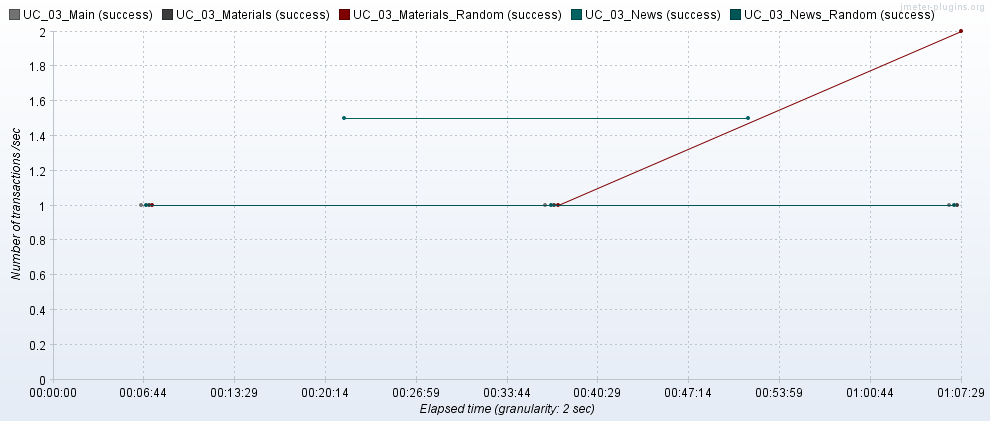 UC_03_Main (success) UC_03_Materials (success) UC_03_Materials_Random (success) UC_03_News (success) UC_03_News_Random (success)
jmeter-plugins.org
2
1.8
1.6
1.4
1.2
1
0.8
0.6
0.4
0.2
0
Number of transactions /sec
00:00:00 00:06:44 00:13:29 00:20:14 00:26:59 00:33:44 00:40:29 00:47:14 00:53:59 01:00:44 01:07:29
Elapsed time (granularity: 2 sec)